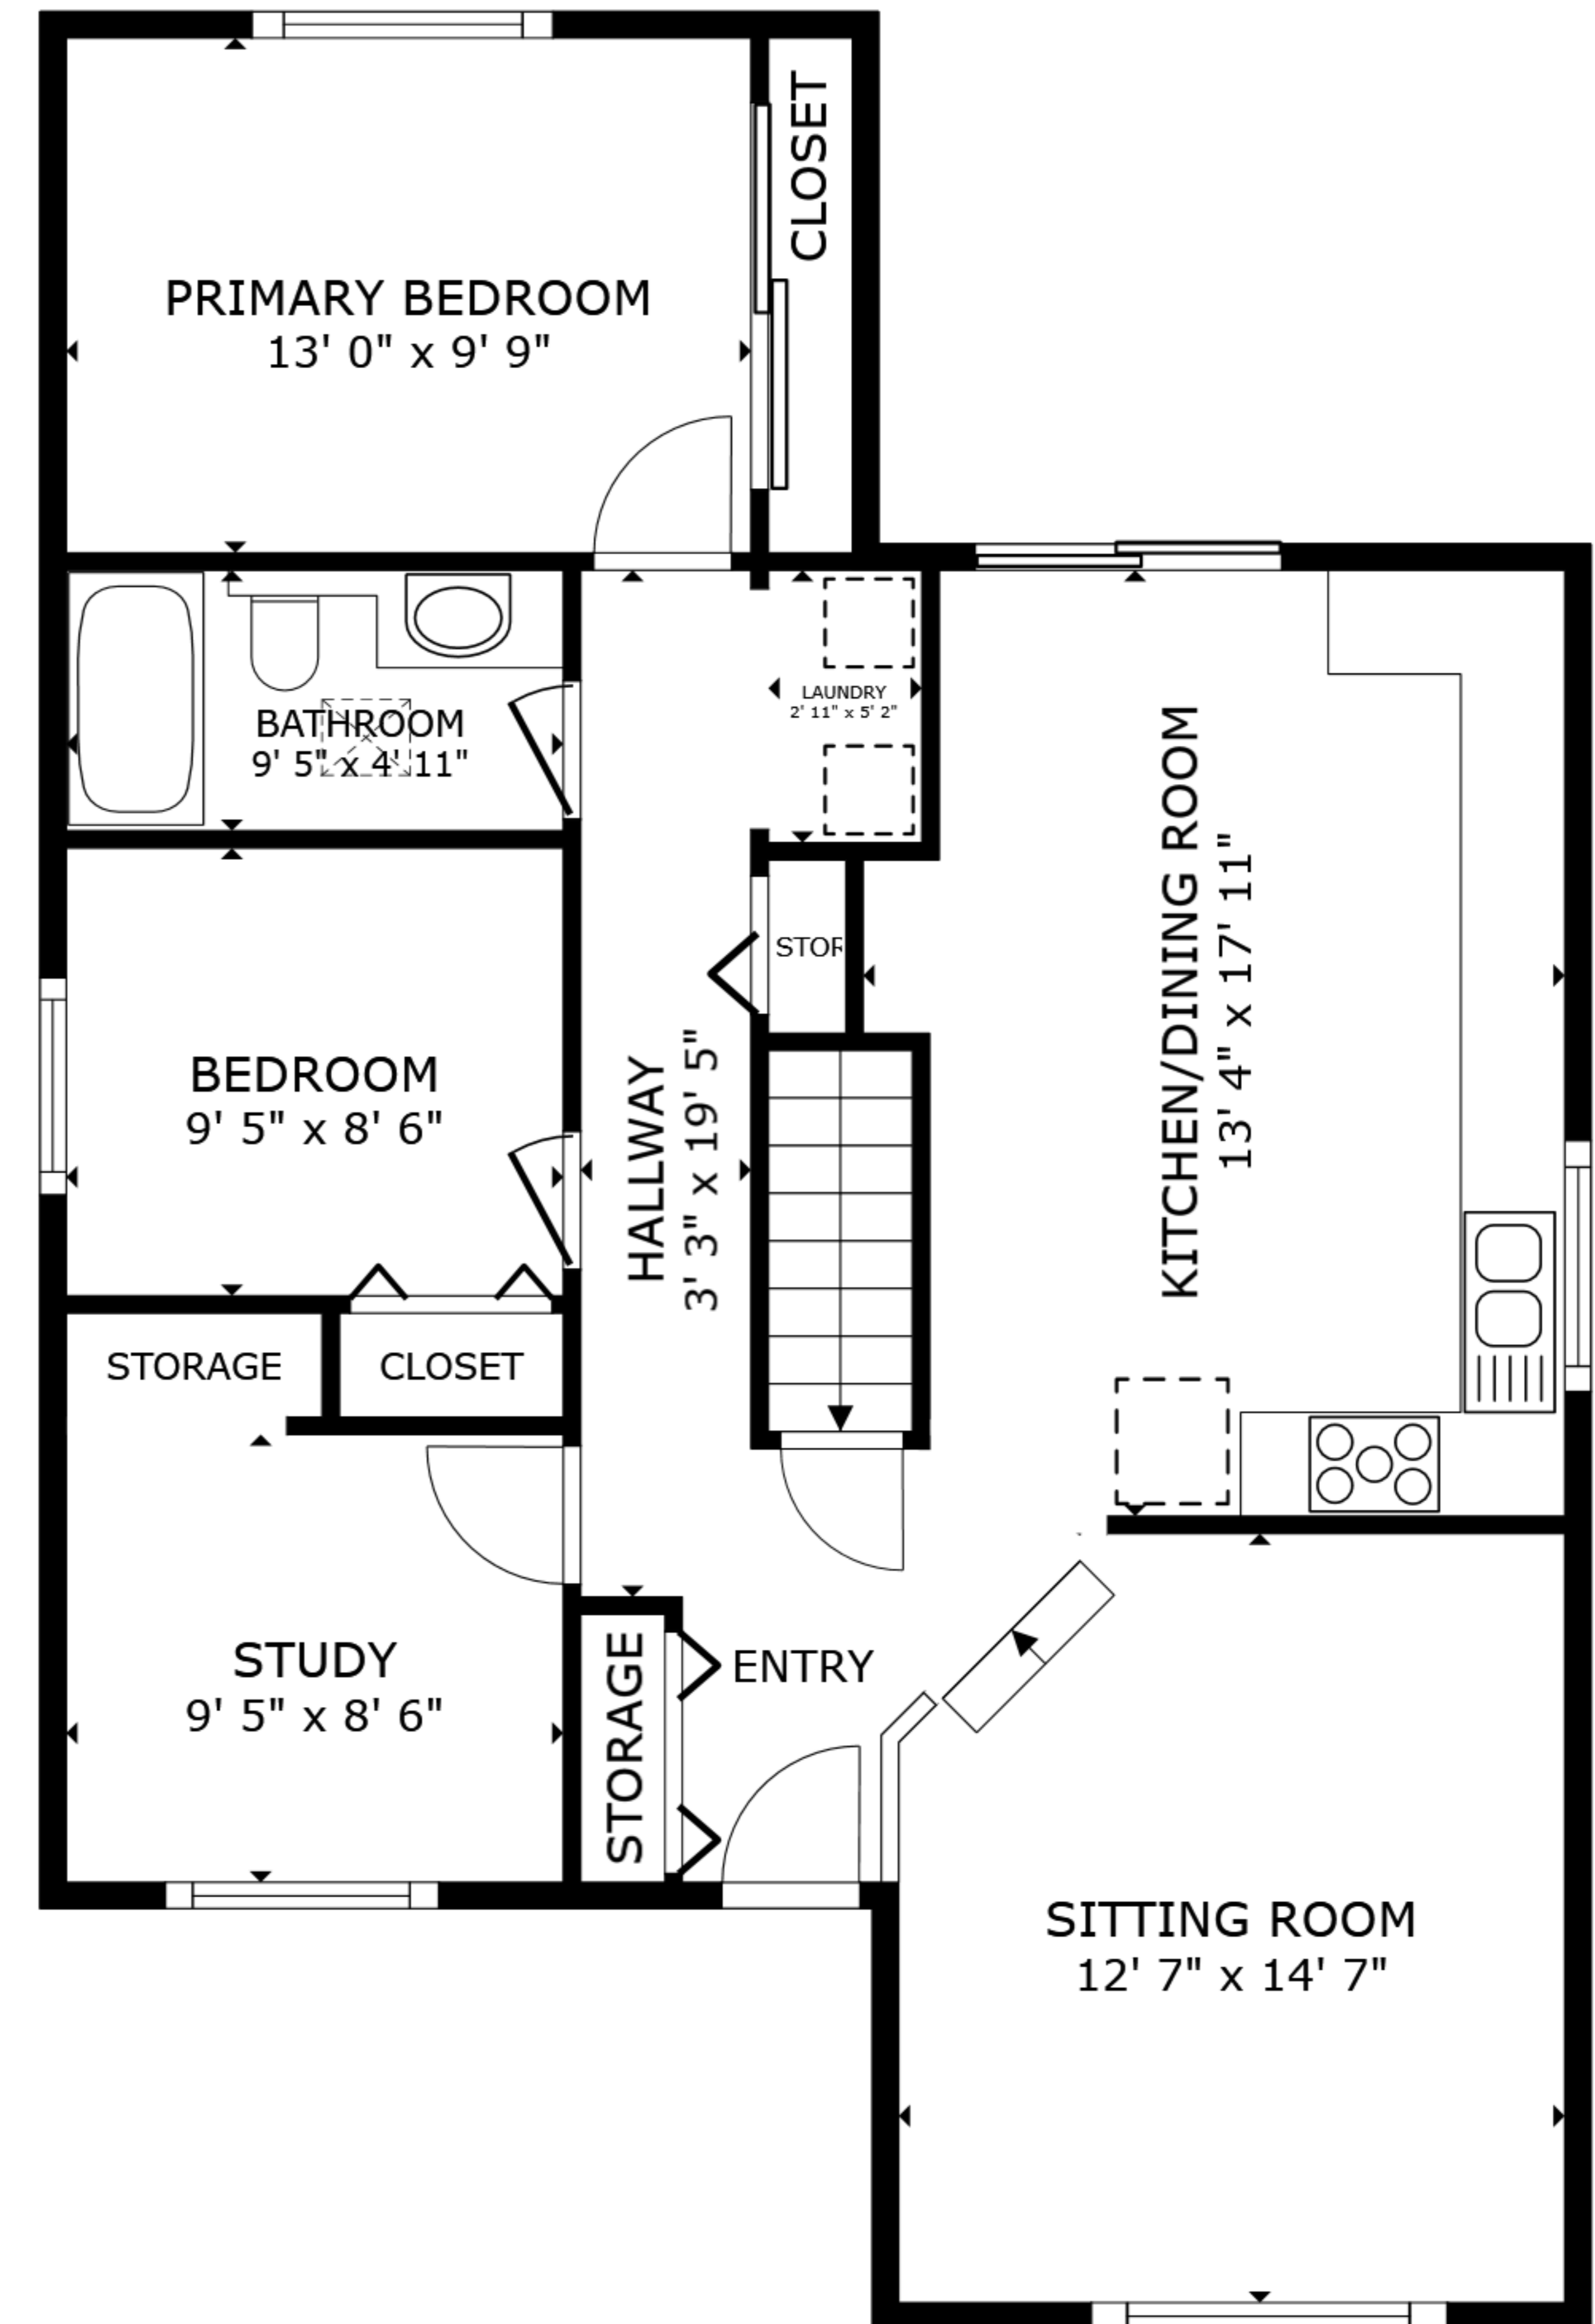 CLOSET
PRIMARY BEDROOM
13' 0" x 9' 9"
LAUNDRY
2' 11" x 5' 2"
BATHROOM
9' 5" x 4' 11"
KITCHEN/DINING ROOM
13' 4" x 17' 11"
STOR
BEDROOM
9' 5" x 8' 6"
HALLWAY
3' 3" x 19' 5"
STORAGE
CLOSET
STUDY
9' 5" x 8' 6"
STORAGE
ENTRY
SITTING ROOM
12' 7" x 14' 7"